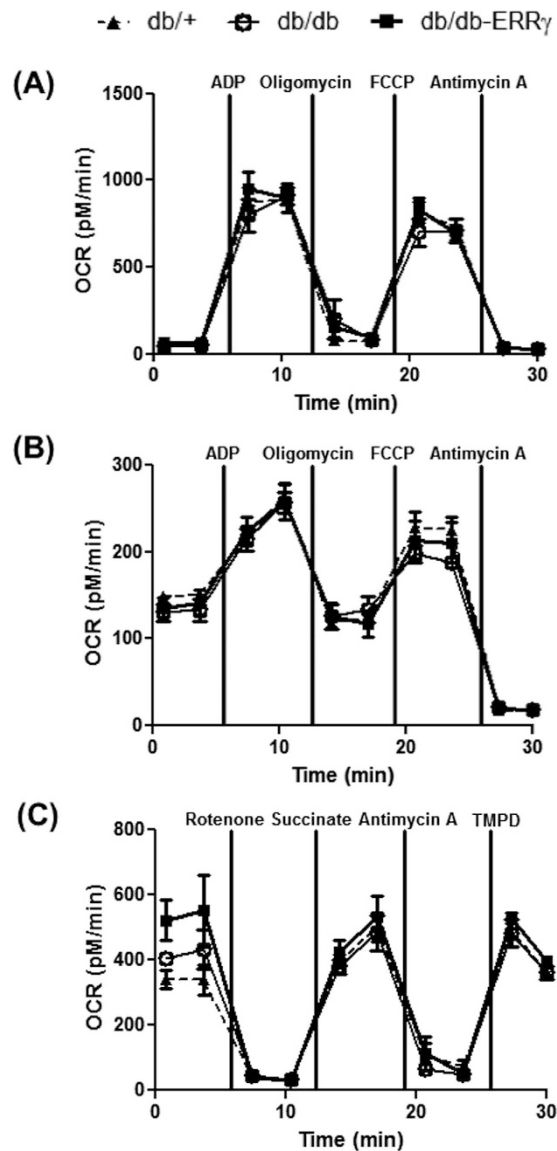 db/+ db/db db/db-ERRγ
(A)
ADP Oligomycin FCCP Antimycin A
1500
1000
500
0
OCR (pM/min)
0 10 20 30
Time (min)
(B)
ADP Oligomycin FCCP Antimycin A
300
200
100
0
OCR (pM/min)
0 10 20 30
Time (min)
(C)
Rotenone Succinate Antimycin A TMPD
800
600
400
200
0
OCR (pM/min)
0 10 20 30
Time (min)